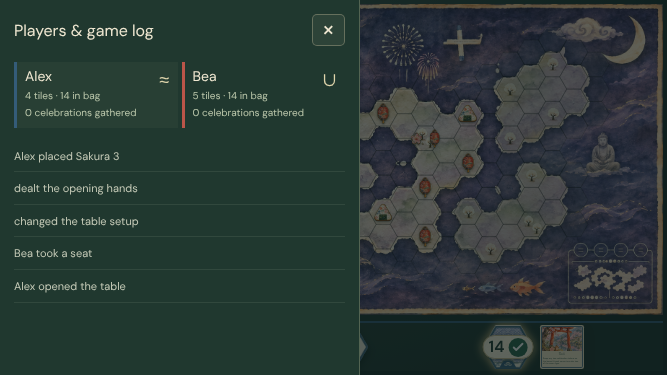 Players & game log
Alex
4 tiles · 14 in bag
0 celebrations gathered
Bea
5 tiles · 14 in bag
0 celebrations gathered
Alex placed Sakura 3
dealt the opening hands
changed the table setup
Bea took a seat
Alex opened the table
14